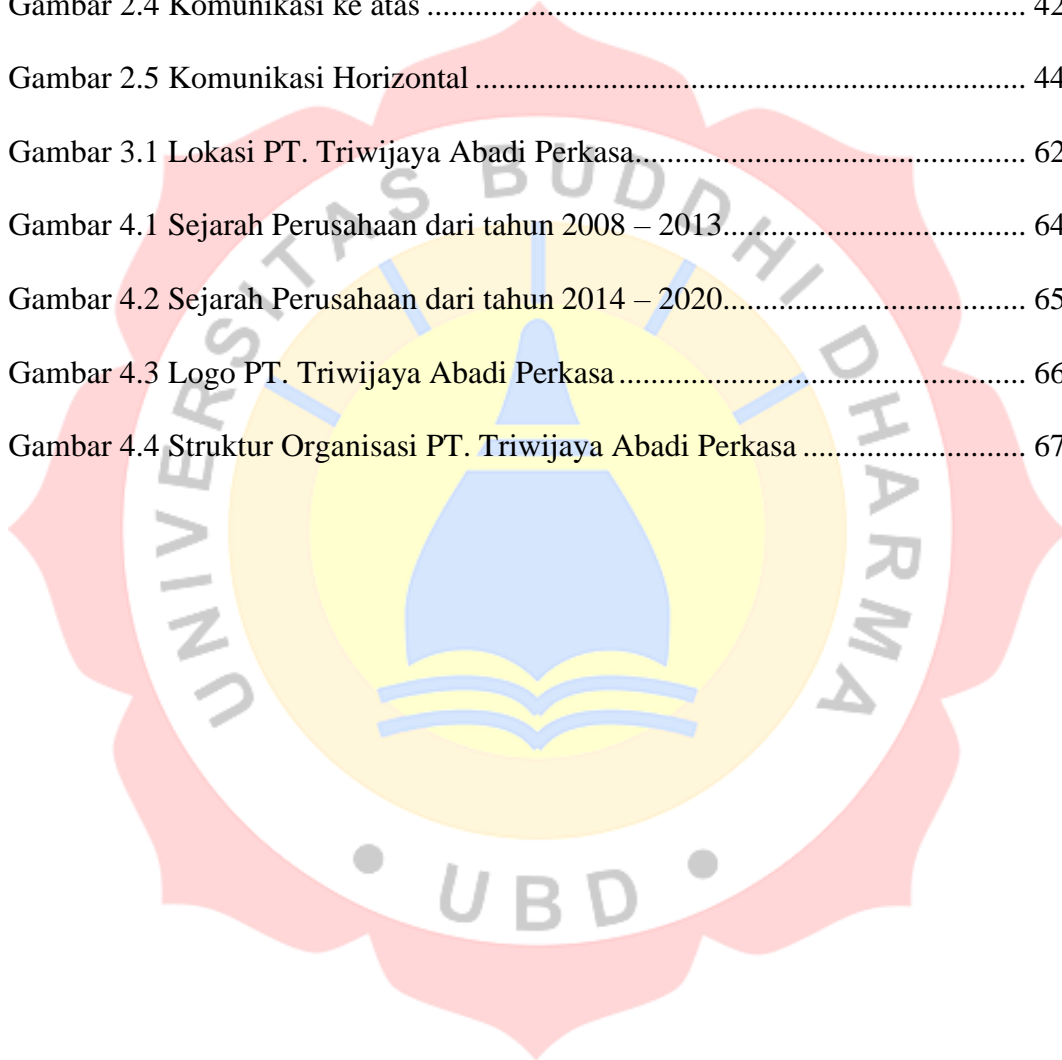 Gambar 2.4 Komunikasi ke atas ........................................................................... 42
Gambar 2.5 Komunikasi Horizontal ..................................................................... 44
Gambar 3.1 Lokasi PT. Triwijaya Abadi Perkasa................................................. 62
Gambar 4.1 Sejarah Perusahaan dari tahun 2008 – 2013...................................... 64
Gambar 4.2 Sejarah Perusahaan dari tahun 2014 – 2020...................................... 65
Gambar 4.3 Logo PT. Triwijaya Abadi Perkasa ................................................... 66
Gambar 4.4 Struktur Organisasi PT. Triwijaya Abadi Perkasa ............................ 67
UNIVERSITAS BUDDHI DHARMA
• UBD •